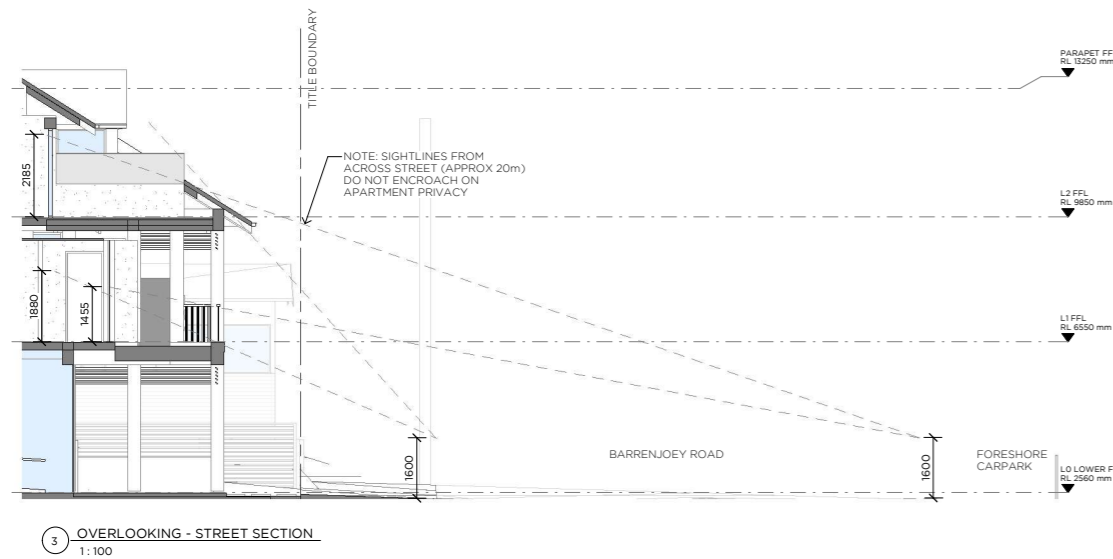 TITLE BOUNDARY
PARAPET FF
RL 13250 mm
NOTE: SIGHTLINES FROM
ACROSS STREET (APPROX 20m)
DO NOT ENCROACH ON
APARTMENT PRIVACY
2185
L2 FFL
RL 9850 mm
1880
1455
L1 FFL
RL 6550 mm
1600
BARRENJOEY ROAD
1600
FORESHORE
CARPARK
L0 LOWER F
RL 2560 mm
3
OVERLOOKING - STREET SECTION
1 : 100